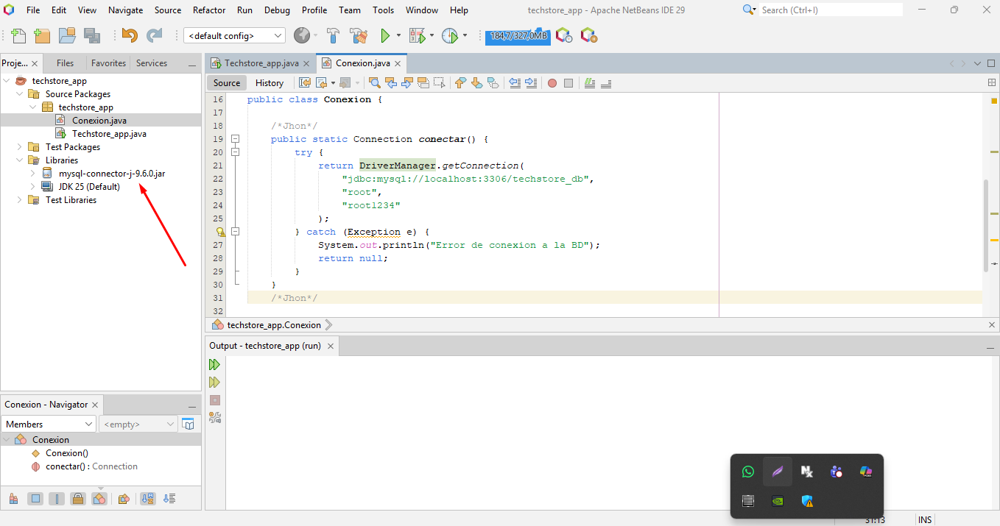 File Edit View Navigate Source Refactor Run Debug Profile Team Tools Window Help
techstore_app - Apache NetBeans IDE 29
Search (Ctrl+I)
<default config>
184,7/327,0MB
Proje...
Files
Favorites
Services
techstore_app
Source Packages
techstore_app
Conexion.java
Techstore_app.java
Test Packages
Libraries
mysql-connector-j-9.6.0.jar
JDK 25 (Default)
Test Libraries
Techstore_app.java
Conexion.java
Source
History
16 public class Conexion {
17
18 /*Jhon*/
19 public static Connection conectar() {
20 try {
21 return DriverManager.getConnection(
22 "jdbc:mysql://localhost:3306/techstore_db",
23 "root",
24 "root1234"
25 );
} catch (Exception e) {
27 System.out.println("Error de conexion a la BD");
28 return null;
29 }
30 }
31 /*Jhon*/
32
techstore_app.Conexion
Output - techstore_app (run)
Conexion - Navigator
Members
<empty>
Conexion
Conexion()
conectar() : Connection
31:13
INS